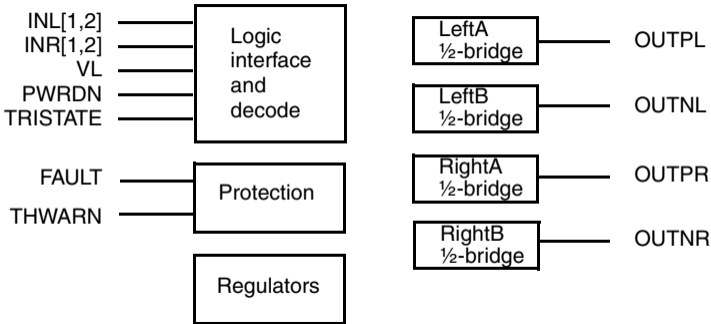 INL[1,2]
INR[1,2]
VL
PWRDN
TRISTATE
Logic
interface
and
decode
FAULT
THWARN
Protection
Regulators
LeftA
½-bridge
OUTPL
LeftB
½-bridge
OUTNL
RightA
½-bridge
OUTPR
RightB
½-bridge
OUTNR